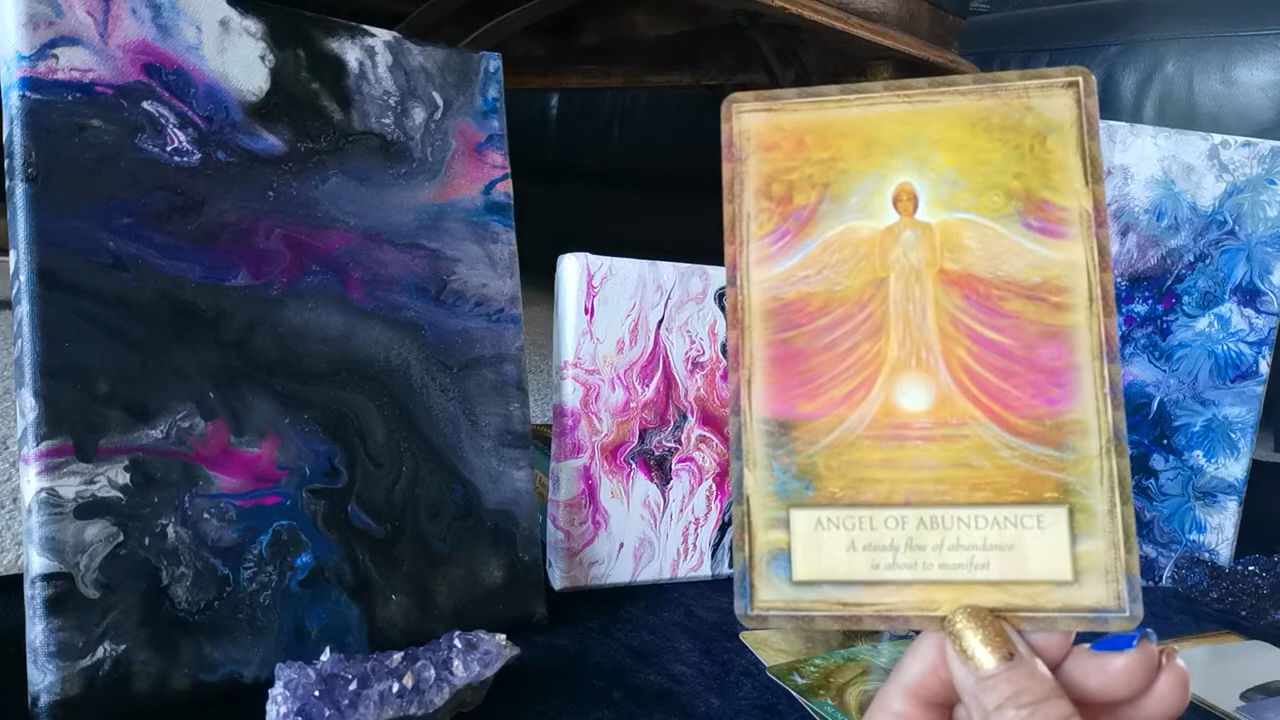 ANGEL OF ABUNDANCE
A steady flow of abundance
is about to manifest